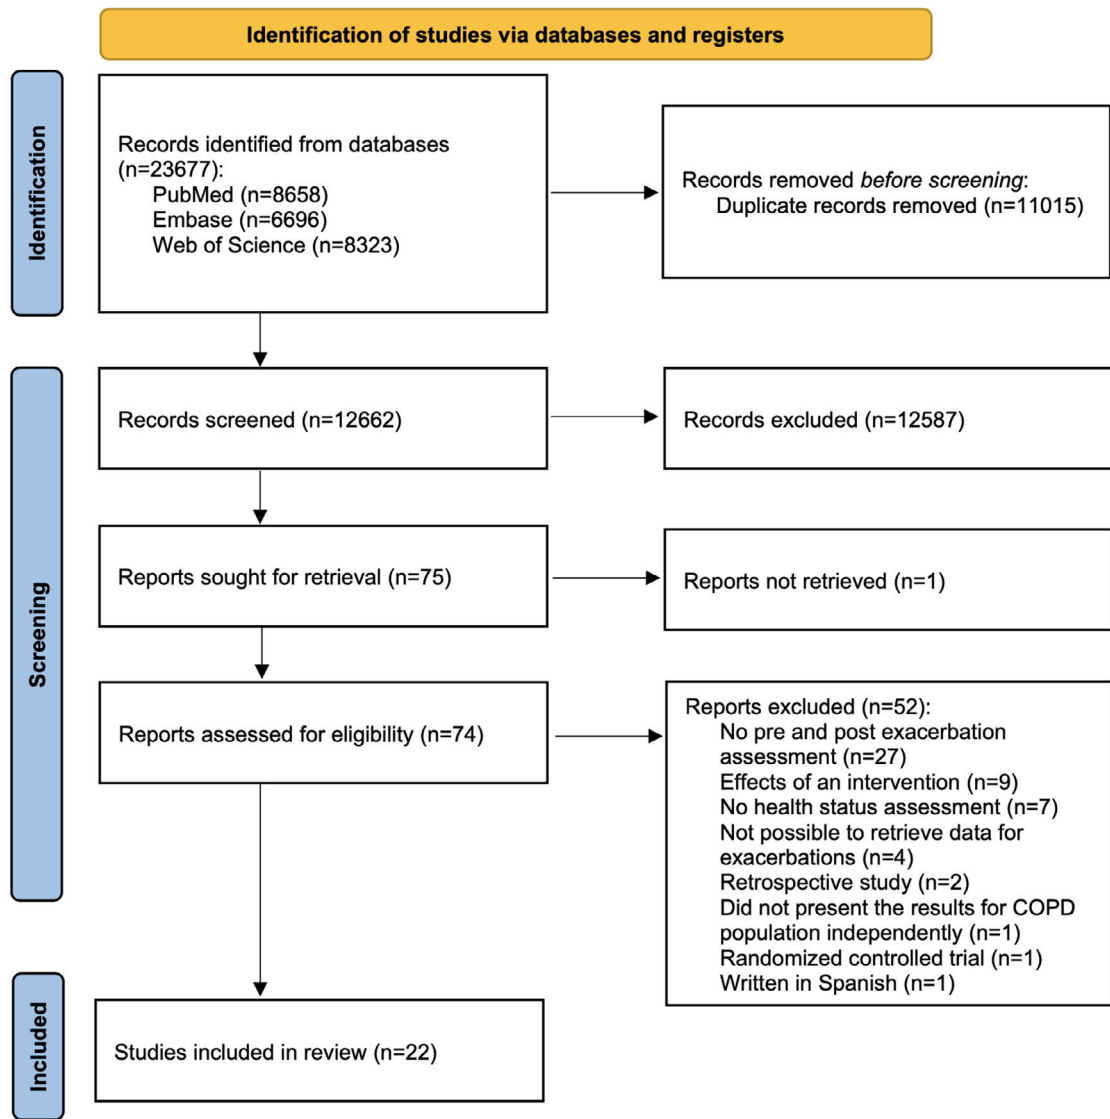 Identification of studies via databases and registers
Identification
Records identified from databases
(n=23677):
PubMed (n=8658)
Embase (n=6696)
Web of Science (n=8323)
Records removed before screening:
Duplicate records removed (n=11015)
Screening
Records screened (n=12662)
Records excluded (n=12587)
Reports sought for retrieval (n=75)
Reports not retrieved (n=1)
Reports assessed for eligibility (n=74)
Reports excluded (n=52):
No pre and post exacerbation
assessment (n=27)
Effects of an intervention (n=9)
No health status assessment (n=7)
Not possible to retrieve data for
exacerbations (n=4)
Retrospective study (n=2)
Did not present the results for COPD
population independently (n=1)
Randomized controlled trial (n=1)
Written in Spanish (n=1)
Included
Studies included in review (n=22)